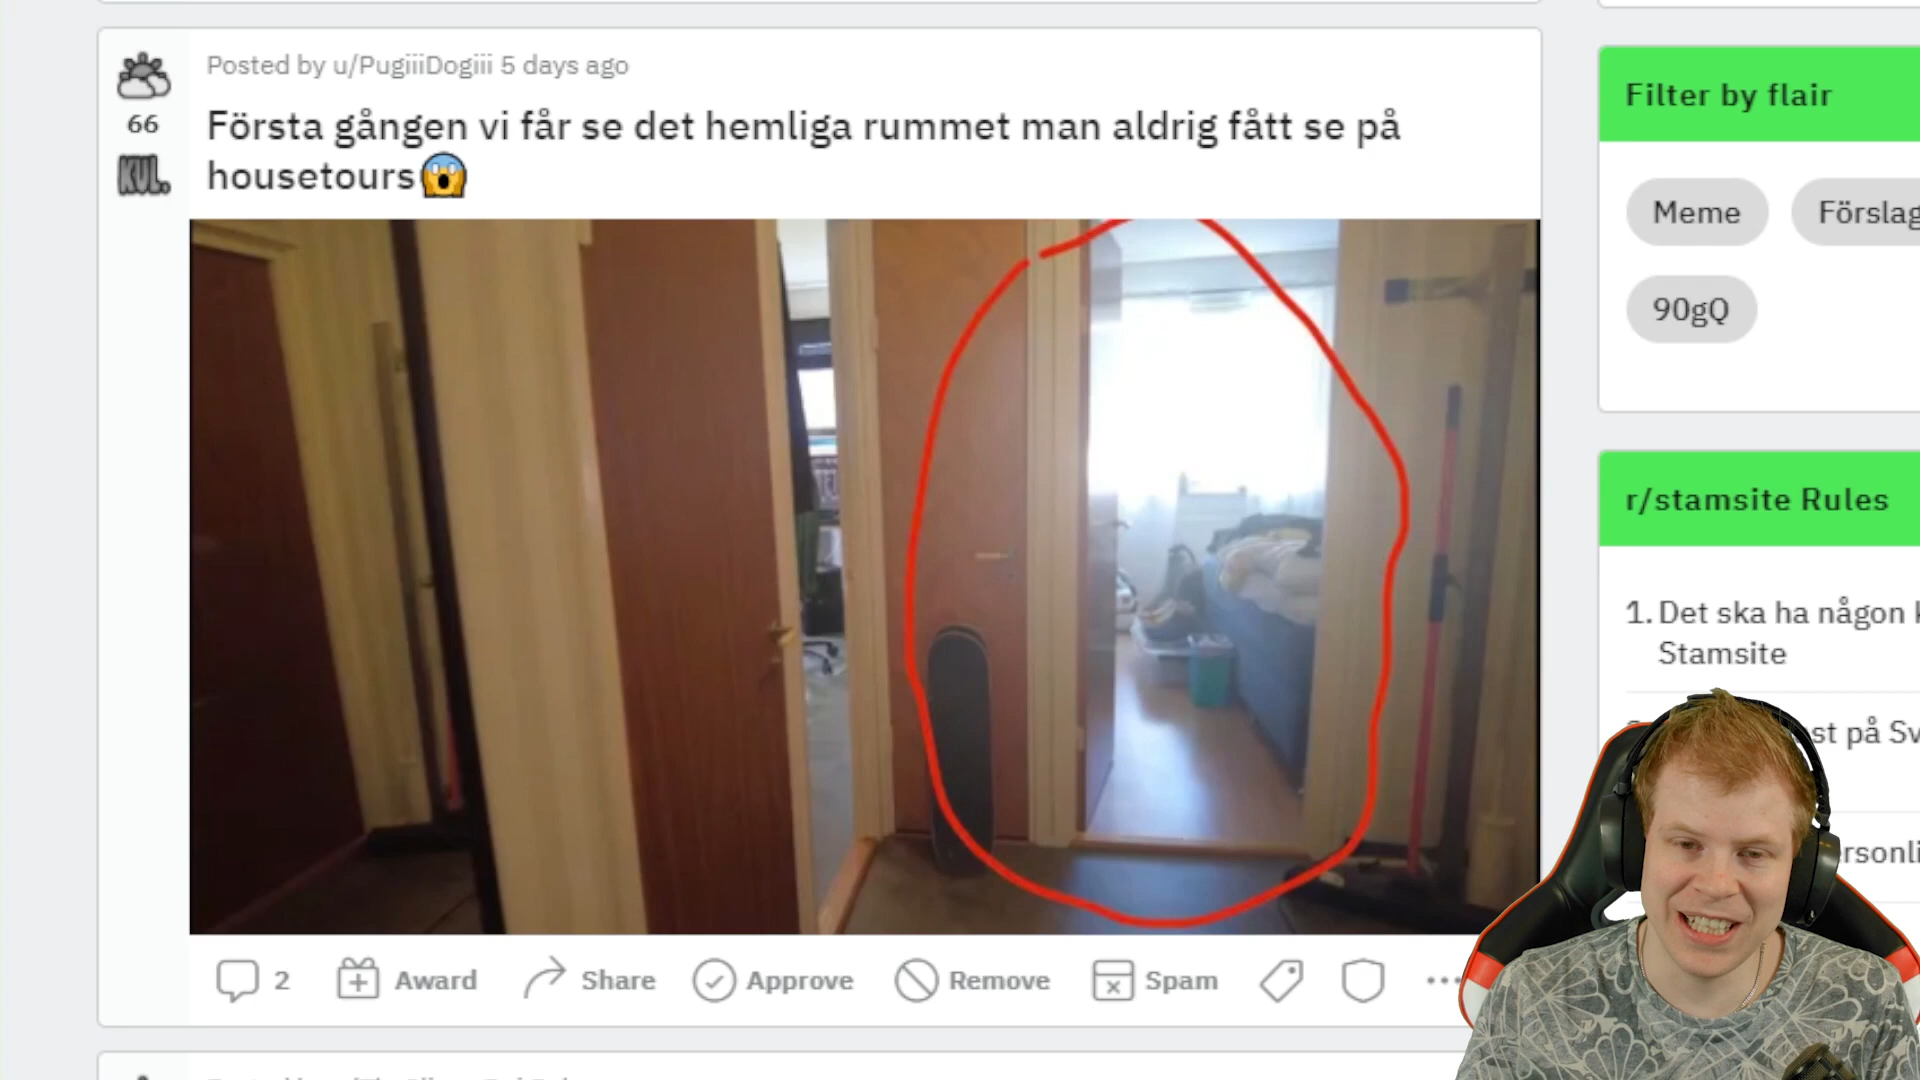 Posted by u/PugiiiDogiii 5 days ago
66
Första gången vi får se det hemliga rummet man aldrig fått se på
housetours😱
KUL.
2
Award
Share
Approve
Remove
Spam
Filter by flair
Meme
Förslag
90gQ
r/stamsite Rules
1. Det ska ha någon
Stamsite
på